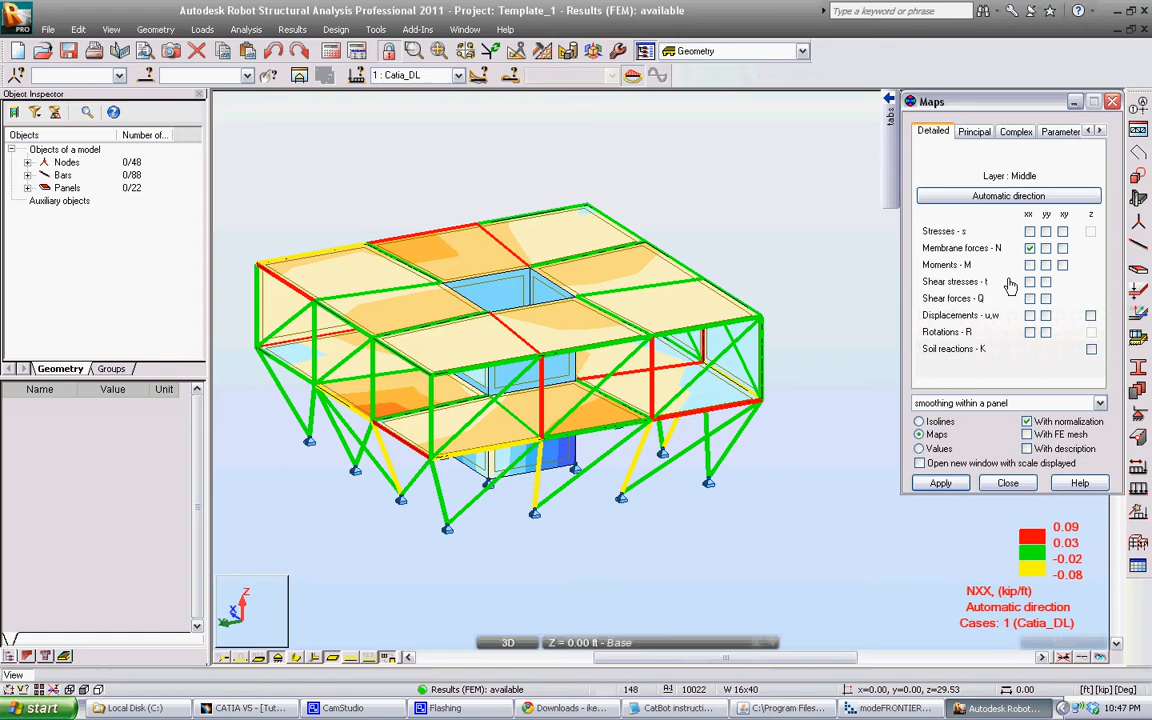 Autodesk Robot Structural Analysis Professional 2011 - Project: Template_1 - Results (FEM): available
Type a keyword or phrase
PRO
File Edit View Geometry Loads Analysis Results Design Tools Add-Ins Window Help
Geometry
1 : Catia_DL
Object Inspector
Objects Number of...
Objects of a model
Nodes 0/48
Bars 0/88
Panels 0/22
Auxiliary objects
Geometry Groups
Name Value Unit
tabs.
Maps
Detailed Principal Complex Parameter
Layer : Middle
Automatic direction
xx yy xy z
Stresses - s
Membrane forces - N
Moments - M
Shear stresses - t
Shear forces - Q
Displacements - u,w
Rotations - R
Soil reactions - K
smoothing within a panel
Isolines With normalization
Maps With FE mesh
Values With description
Open new window with scale displayed
Apply Close Help
0.09
0.03
-0.02
-0.08
NXX, (kip/ft)
Automatic direction
Cases: 1 (Catia_DL)
Z
X
Y
3D Z = 0.00 ft - Base
View
Results (FEM): available 148 10022 W 16x40 x=0.00, y=0.00, z=29.53 0.00 [ft] [kip] [Deg]
start Local Disk (C:) CATIA V5 - [Tut... CamStudio Flashing Downloads - ike... CatBot instructi... C:\Program Files... modeFRONTIER... Autodesk Robot... 10:47 PM